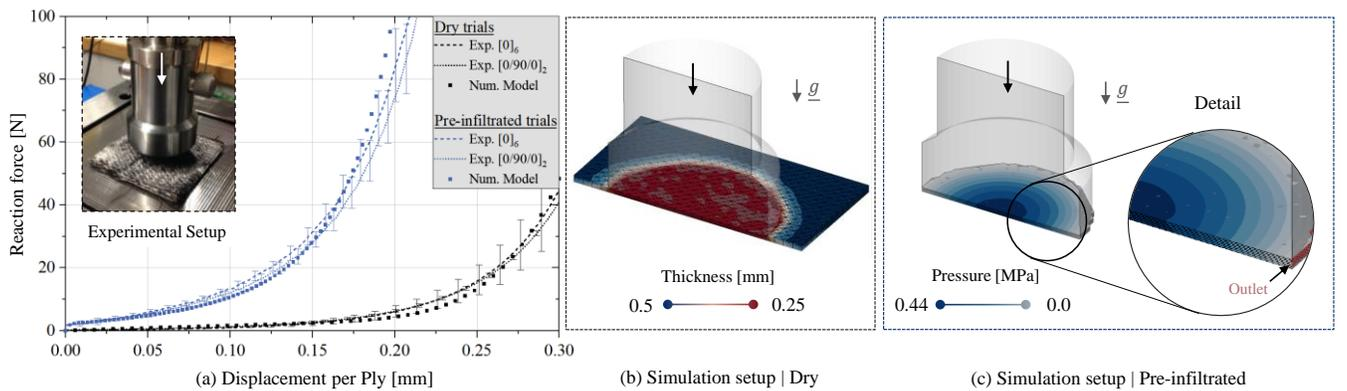 Reaction force [N]
100
80
60
40
20
0
0.00 0.05 0.10 0.15 0.20 0.25 0.30
Experimental Setup
Dry trials
Exp. [0]₆
Exp. [0/90/0]₂
Num. Model
Pre-infiltrated trials
Exp. [0]₆
Exp. [0/90/0]₂
Num. Model
(a) Displacement per Ply [mm]
g
Thickness [mm]
0.5 0.25
(b) Simulation setup | Dry
g
Detail
Pressure [MPa]
0.44 0.0
Outlet
(c) Simulation setup | Pre-infiltrated